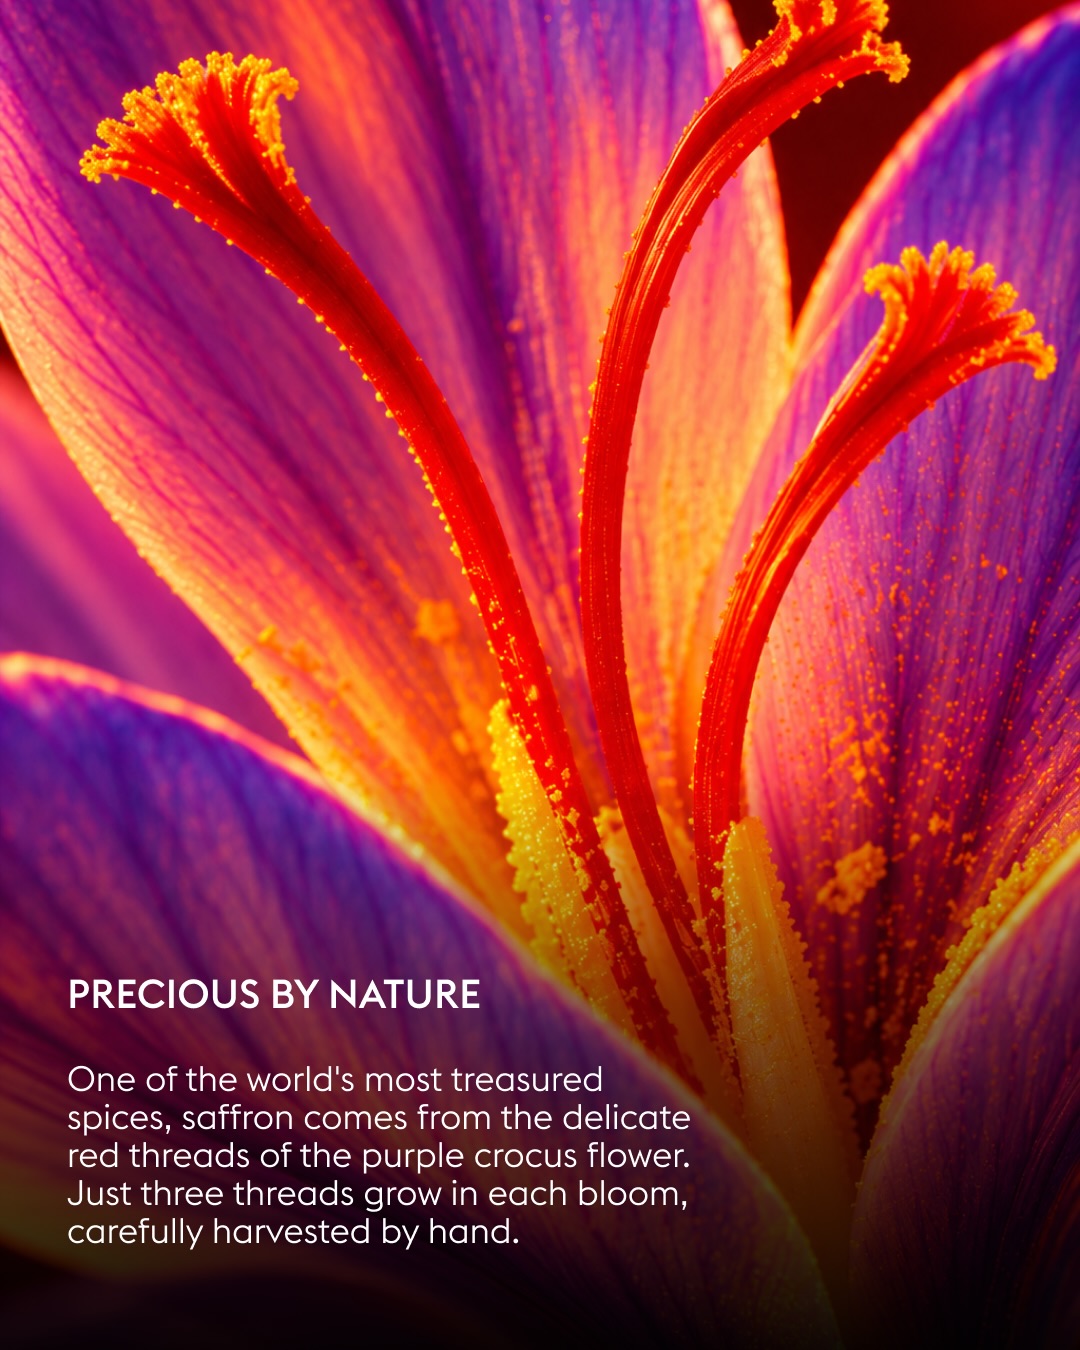 PRECIOUS BY NATURE
One of the world's most treasured
spices, saffron comes from the delicate
red threads of the purple crocus flower.
Just three threads grow in each bloom,
carefully harvested by hand.